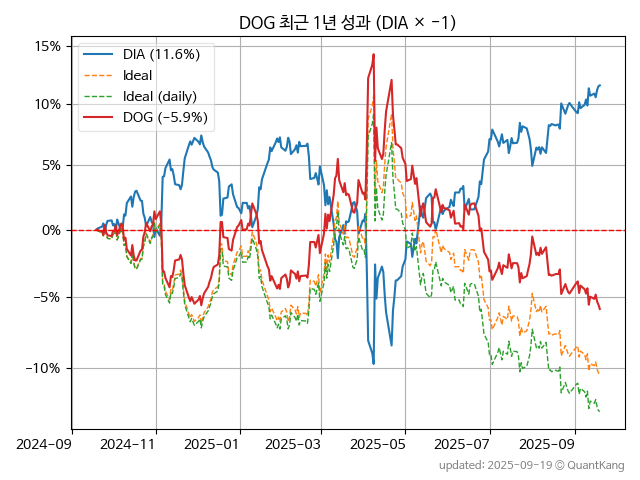 DOG 최근 1년 성과 (DIA × −1)
DIA (11.6%)
Ideal
Ideal (daily)
DOG (−5.9%)
15%
10%
5%
0%
−5%
−10%
2024-09
2024-11
2025-01
2025-03
2025-05
2025-07
2025-09
updated: 2025-09-19 © QuantKang